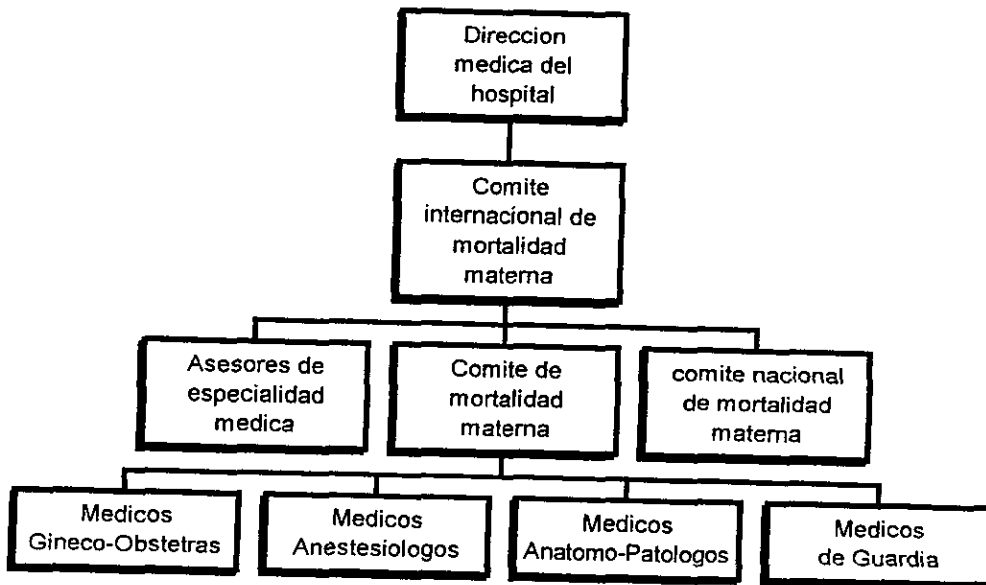 Direccion
medica del
hospital
Comite
internacional de
mortalidad
materna
Asesores de
especialidad
medica
Comite de
mortalidad
materna
comite nacional
de mortalidad
materna
Medicos
Gineco-Obstetras
Medicos
Anestesiologos
Medicos
Anatomo-Patologos
Medicos
de Guardia